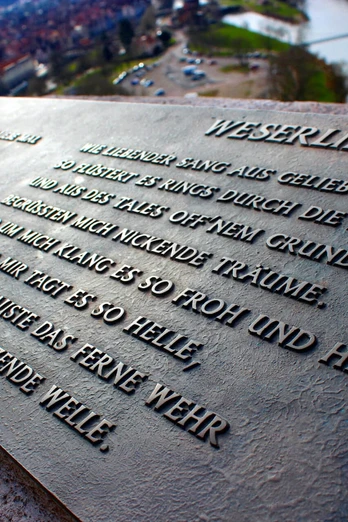 WESERLI
WIE LIEBENDER SANG AUS GELIEB
SO FLÜSTERT ES RINGS DURCH DIE
UND AUS DES TALES OFF'NEM GRUND
EGRÜSSTEN MICH NICKENDE TRÄUME.
UM MICH KLANG ES SO FROH UND H
MIR TAGT ES SO HELLE,
USTE DAS FERNE WEHR
ENDE WELLE.